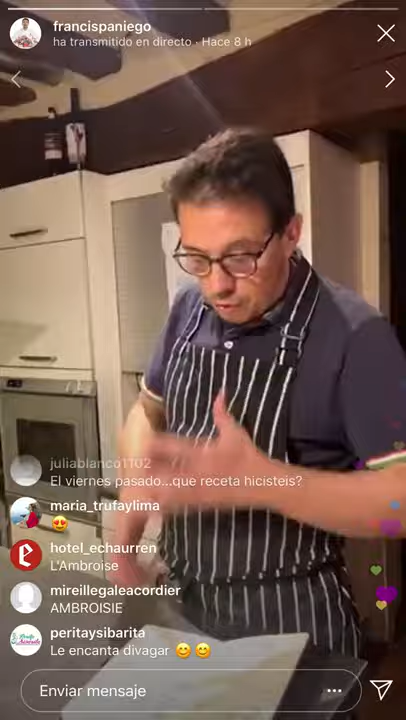 francispaniego
ha transmitido en directo · Hace 8 h
juliablanco1102
El viernes pasado...que receta hicisteis?
maria_trufaylima
😍
hotel_echaurren
L'Ambroise
mireillegaleacordier
AMBROISIE
peritaysibarita
Le encanta divagar 😊😊
Enviar mensaje